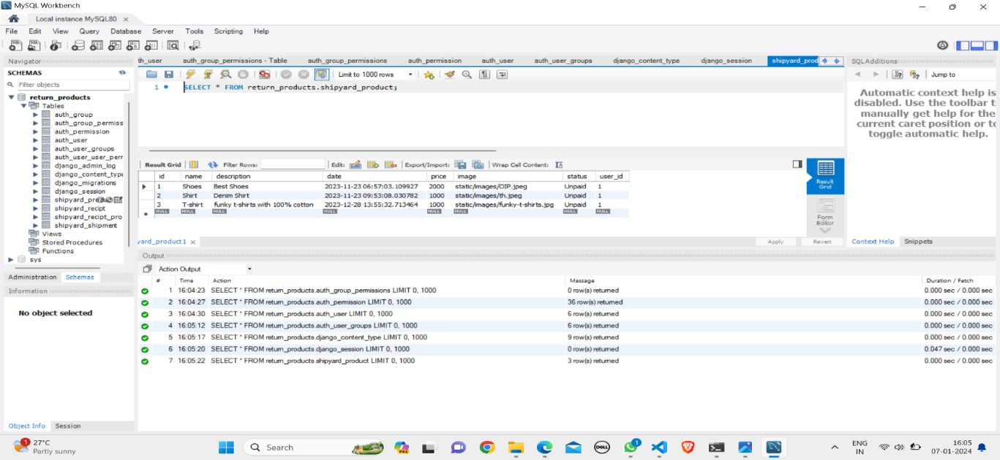 MySQL Workbench
Local instance MySQL80
File Edit View Query Database Server Tools Scripting Help
Navigator
SCHEMAS
Filter objects
return_products
Tables
auth_group
auth_group_permiss
auth_permission
auth_user
auth_user_groups
auth_user_user_perr
django_admin_log
django_content_type
django_migrations
django_session
shipyard_pro
shipyard_recipt
shipyard_recipt_pro
shipyard_shipment
Views
Stored Procedures
Functions
sys
Administration Schemas
Information
No object selected
Object Info Session
th_user auth_group_permissions - Table auth_group_permissions auth_permission auth_user auth_user_groups django_content_type django_session shipyard_prod
Limit to 1000 rows
1 SELECT * FROM return_products.shipyard_product;
Result Grid Filter Rows: Edit: Export/Import: Wrap Cell Content:
id name description date price image status user_id
1 Shoes Best Shoes 2023-11-23 06:57:03.109927 2000 static/images/OIP.jpeg Unpaid 1
2 Shirt Denim Shirt 2023-11-23 09:53:08.030782 1000 static/images/th.jpeg Unpaid 1
3 T-shirt funky t-shirts with 100% cotton 2023-12-28 13:55:32.713464 1000 static/images/funky-t-shirts.jpg Unpaid 1
NULL NULL NULL NULL NULL NULL NULL NULL
Result
Grid
Form
Editor
yard_product1 Apply Revert
SQLAdditions
Jump to
Automatic context help is
disabled. Use the toolbar t
manually get help for the
current caret position or to
toggle automatic help.
Context Help Snippets
Output
Action Output
# Time Action Message Duration / Fetch
1 16:04:23 SELECT * FROM return_products.auth_group_permissions LIMIT 0, 1000 0 row(s) returned 0.000 sec / 0.000 sec
2 16:04:27 SELECT * FROM return_products.auth_permission LIMIT 0, 1000 36 row(s) returned 0.000 sec / 0.000 sec
3 16:04:30 SELECT * FROM return_products.auth_user LIMIT 0, 1000 6 row(s) returned 0.000 sec / 0.000 sec
4 16:05:12 SELECT * FROM return_products.auth_user_groups LIMIT 0, 1000 6 row(s) returned 0.000 sec / 0.000 sec
5 16:05:17 SELECT * FROM return_products.django_content_type LIMIT 0, 1000 9 row(s) returned 0.000 sec / 0.000 sec
6 16:05:20 SELECT * FROM return_products.django_session LIMIT 0, 1000 0 row(s) returned 0.047 sec / 0.000 sec
7 16:05:22 SELECT * FROM return_products.shipyard_product LIMIT 0, 1000 3 row(s) returned 0.000 sec / 0.000 sec
1
27°C
Partly sunny
Search
PRE
DELL
1
ENG
IN
16:05
07-01-2024